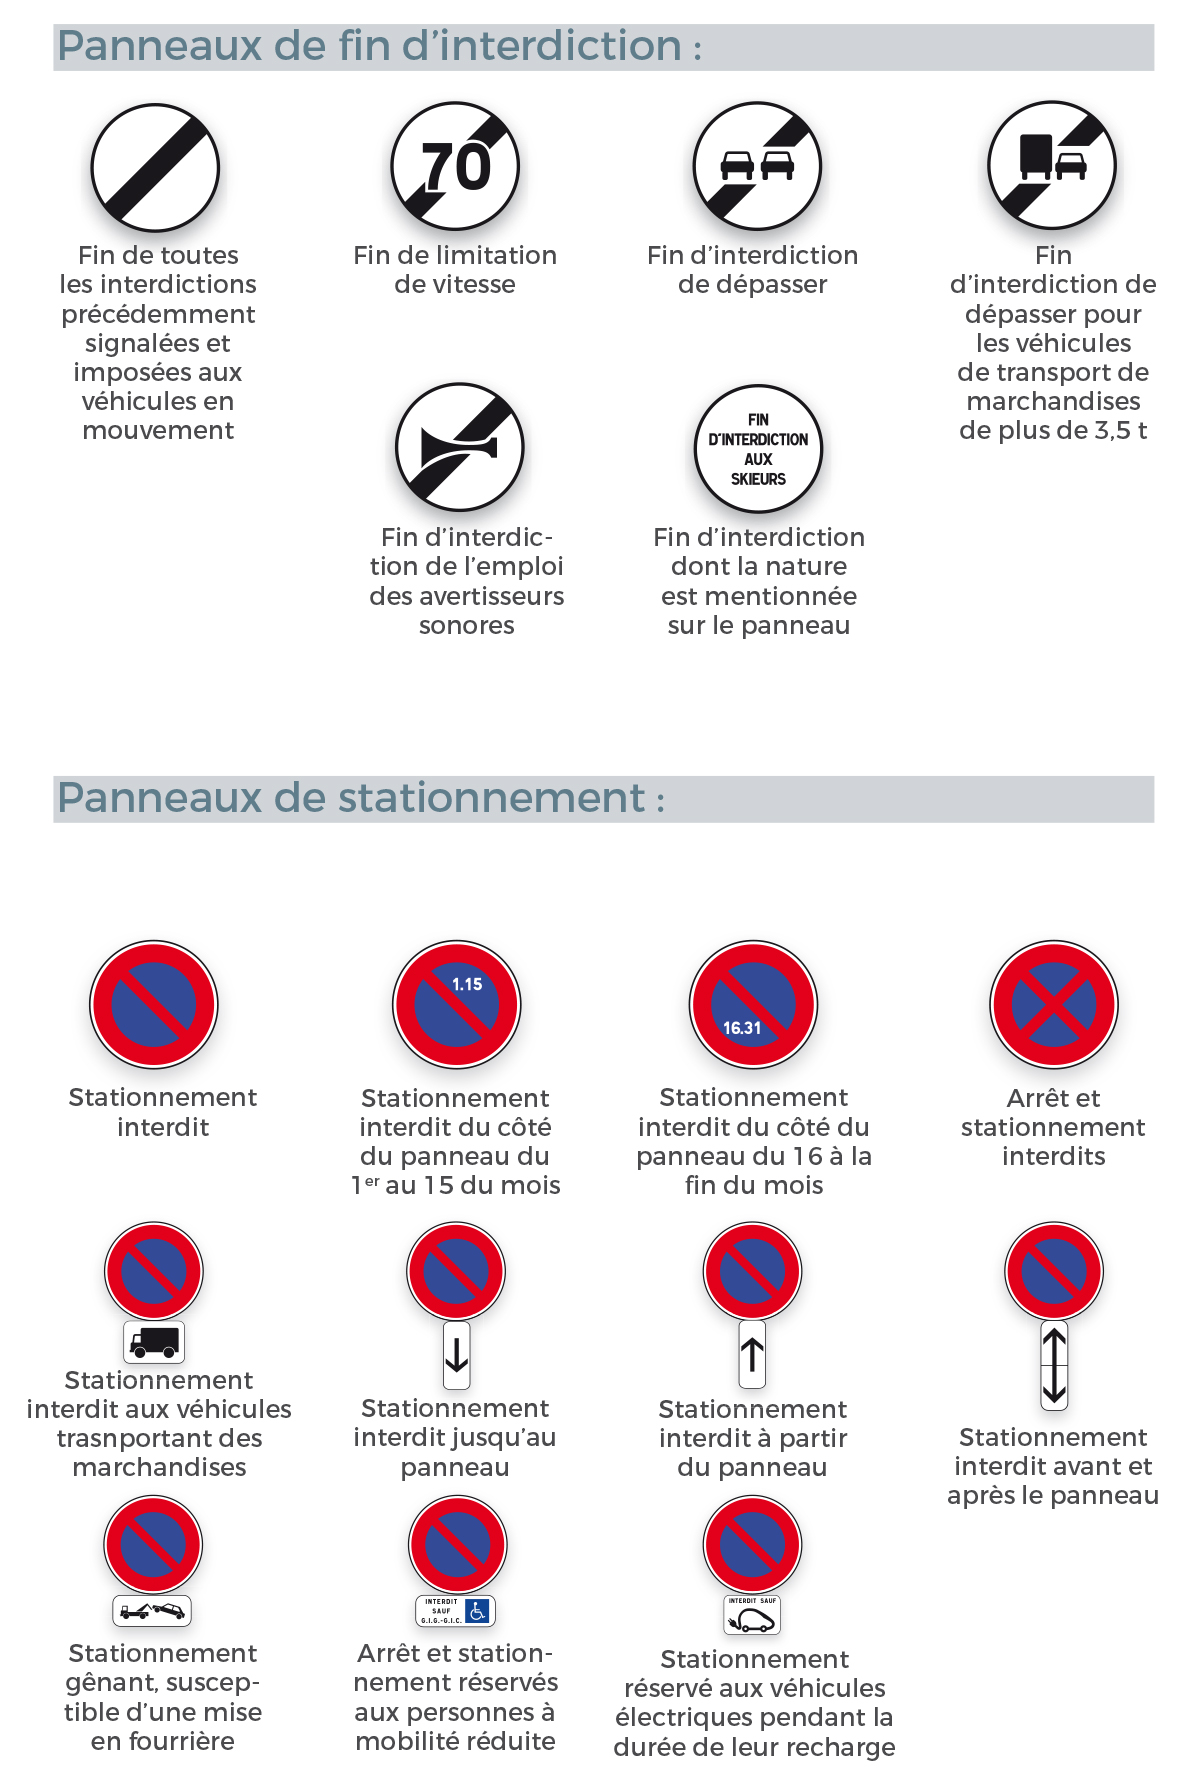 Panneaux de fin d'interdiction :
70
Fin de toutes
les interdictions
précédemment
signalées et
imposées aux
véhicules en
mouvement
Fin de limitation
de vitesse
Fin d'interdiction
de dépasser
Fin
d'interdiction de
dépasser pour
les véhicules
de transport de
marchandises
de plus de 3,5 t
FIN
D'INTERDICTION
AUX
SKIEURS
Fin d'interdic-
tion de l'emploi
des avertisseurs
sonores
Fin d'interdiction
dont la nature
est mentionnée
sur le panneau
Panneaux de stationnement :
1.15
16.31
Stationnement
interdit
Stationnement
interdit du côté
du panneau du
1er au 15 du mois
Stationnement
interdit du côté du
panneau du 16 à la
fin du mois
Arrêt et
stationnement
interdits
Stationnement
interdit aux véhicules
trasnportant des
marchandises
Stationnement
interdit jusqu'au
panneau
Stationnement
interdit à partir
du panneau
Stationnement
interdit avant et
après le panneau
INTERDIT
SAUF
G.I.G.-G.I.C.
INTERDIT SAUF
Stationnement
gênant, suscep-
tible d'une mise
en fourrière
Arrêt et station-
nement réservés
aux personnes à
mobilité réduite
Stationnement
réservé aux véhicules
électriques pendant la
durée de leur recharge